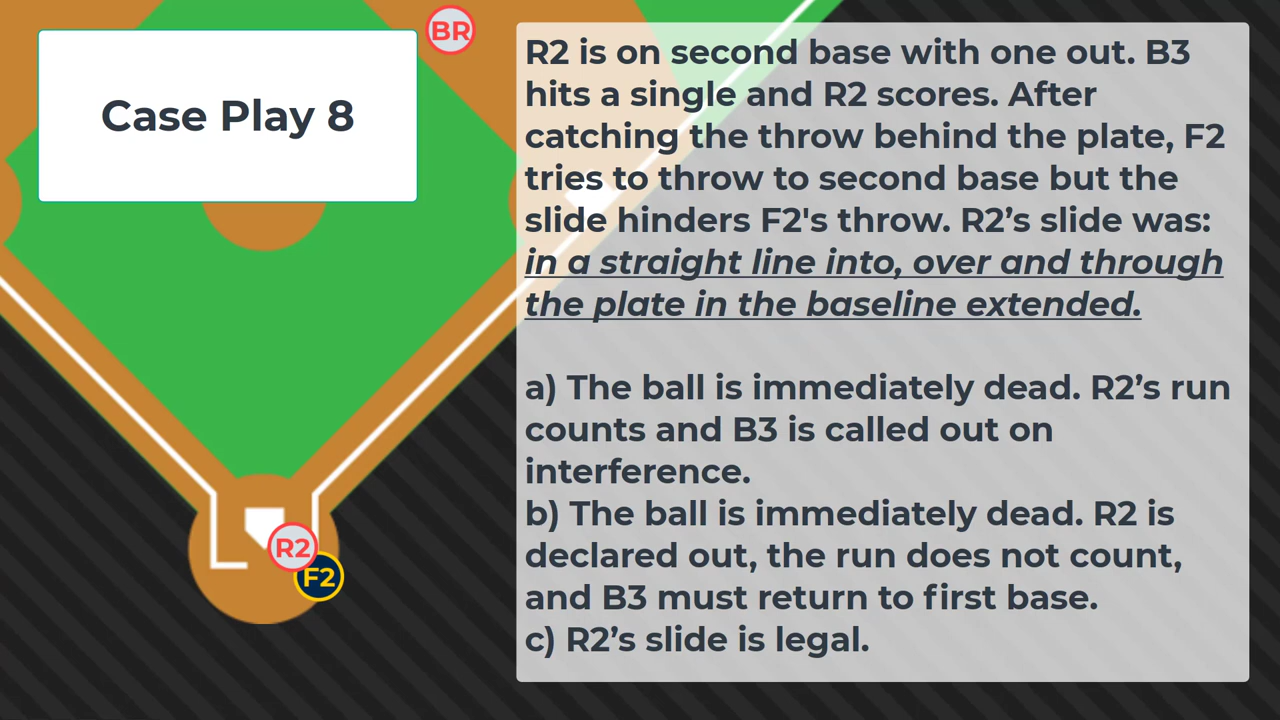 BR
Case Play 8
R2 is on second base with one out. B3
hits a single and R2 scores. After
catching the throw behind the plate, F2
tries to throw to second base but the
slide hinders F2's throw. R2’s slide was:
in a straight line into, over and through
the plate in the baseline extended.
a) The ball is immediately dead. R2’s run
counts and B3 is called out on
interference.
b) The ball is immediately dead. R2 is
declared out, the run does not count,
and B3 must return to first base.
c) R2’s slide is legal.
R2
F2